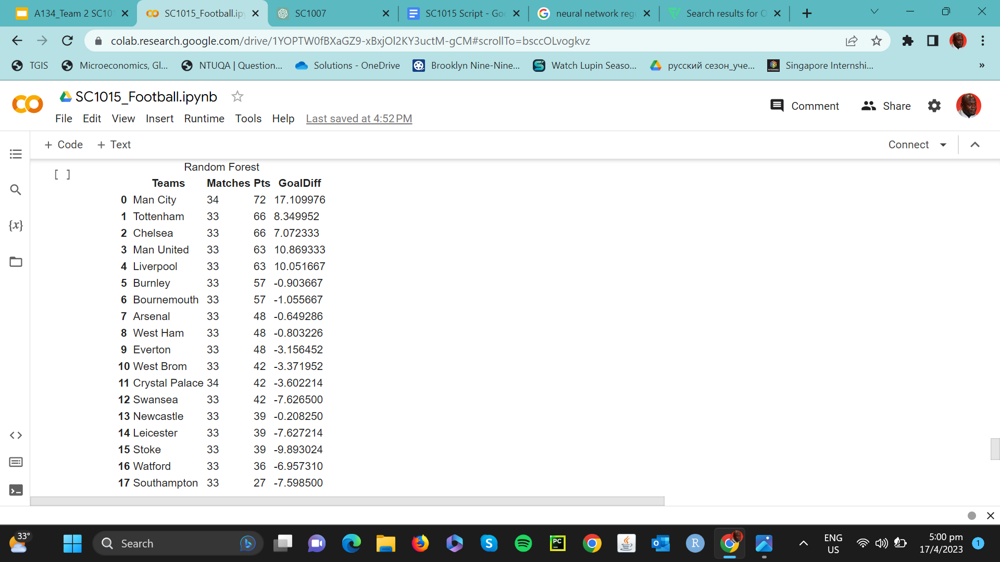 A134_Team 2 SC10
SC1015_Football.ip
SC1007
SC1015 Script - Goo
neural network regu
Search results for O
colab.research.google.com/drive/1YOPTW0fBXaGZ9-xBxjOl2KY3uctM-gCM#scrollTo=bsccOLvogkvz
TGIS
Microeconomics, Gl...
NTUQA | Question...
Solutions - OneDrive
Brooklyn Nine-Nine...
Watch Lupin Seaso...
русский сезон_уче...
Singapore Internshi...
»
SC1015_Football.ipynb
Comment
Share
File Edit View Insert Runtime Tools Help Last saved at 4:52 PM
+ Code + Text
Connect
[ ]
Random Forest
Teams Matches Pts GoalDiff
0 Man City 34 72 17.109976
1 Tottenham 33 66 8.349952
2 Chelsea 33 66 7.072333
3 Man United 33 63 10.869333
4 Liverpool 33 63 10.051667
5 Burnley 33 57 -0.903667
6 Bournemouth 33 57 -1.055667
7 Arsenal 33 48 -0.649286
8 West Ham 33 48 -0.803226
9 Everton 33 48 -3.156452
10 West Brom 33 42 -3.371952
11 Crystal Palace 34 42 -3.602214
12 Swansea 33 42 -7.626500
13 Newcastle 33 39 -0.208250
14 Leicester 33 39 -7.627214
15 Stoke 33 39 -9.893024
16 Watford 33 36 -6.957310
17 Southampton 33 27 -7.598500
{x}
33°
Search
PC
ENG
US
5:00 pm
17/4/2023
1